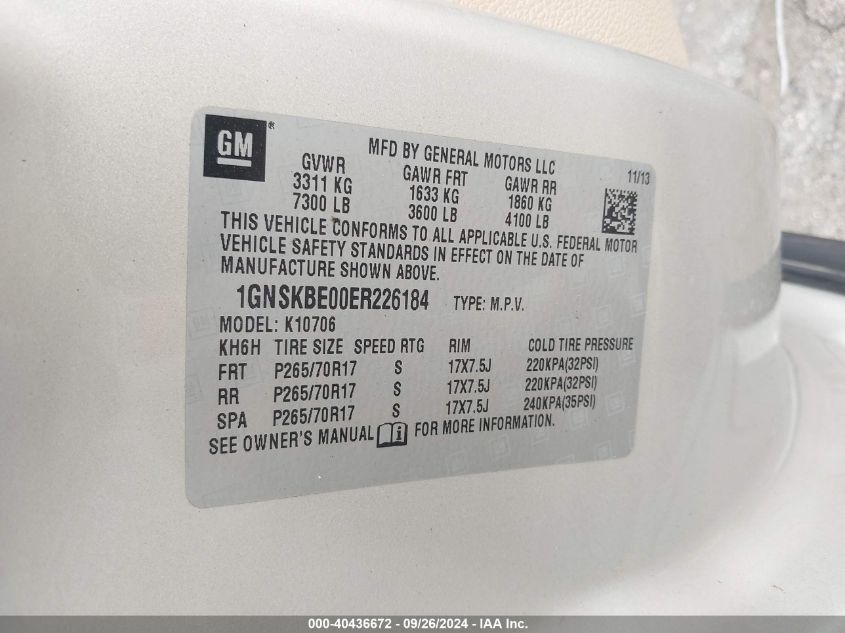 GM®
MFD BY GENERAL MOTORS LLC
11/13
GVWR GAWR FRT GAWR RR
3311 KG 1633 KG 1860 KG
7300 LB 3600 LB 4100 LB
THIS VEHICLE CONFORMS TO ALL APPLICABLE U.S. FEDERAL MOTOR
VEHICLE SAFETY STANDARDS IN EFFECT ON THE DATE OF
MANUFACTURE SHOWN ABOVE.
1GNSKBE00ER226184 TYPE: M.P.V.
MODEL: K10706
KH6H TIRE SIZE SPEED RTG RIM COLD TIRE PRESSURE
FRT P265/70R17 S 17X7.5J 220KPA(32PSI)
RR P265/70R17 S 17X7.5J 220KPA(32PSI)
SPA P265/70R17 S 17X7.5J 240KPA(35PSI)
SEE OWNER'S MANUAL i FOR MORE INFORMATION.
000-40436672 - 09/26/2024 - IAA Inc.